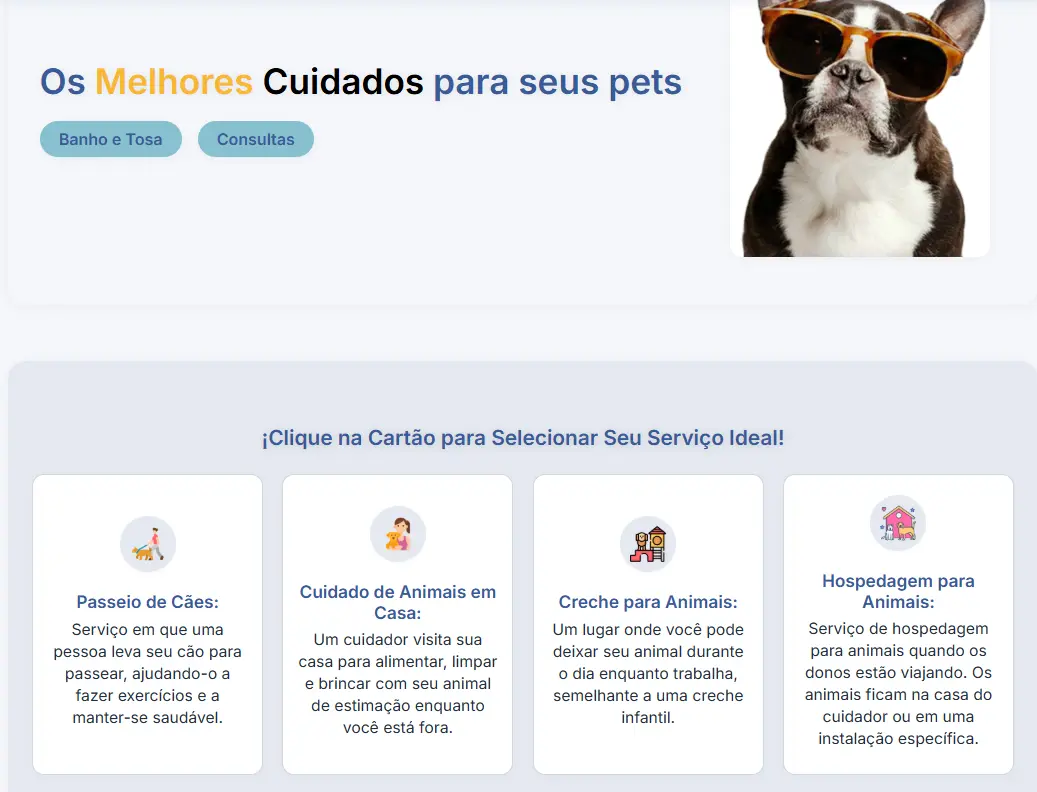 Os Melhores Cuidados para seus pets
Banho e Tosa
Consultas
¡Clique na Cartão para Selecionar Seu Serviço Ideal!
Passeio de Cães:
Serviço em que uma
pessoa leva seu cão para
passear, ajudando-o a
fazer exercícios e a
manter-se saudável.
Cuidado de Animais em
Casa:
Um cuidador visita sua
casa para alimentar, limpar
e brincar com seu animal
de estimação enquanto
você está fora.
Creche para Animais:
Um lugar onde você pode
deixar seu animal durante
o dia enquanto trabalha,
semelhante a uma creche
infantil.
Hospedagem para
Animais:
Serviço de hospedagem
para animais quando os
donos estão viajando. Os
animais ficam na casa do
cuidador ou em uma
instalação específica.